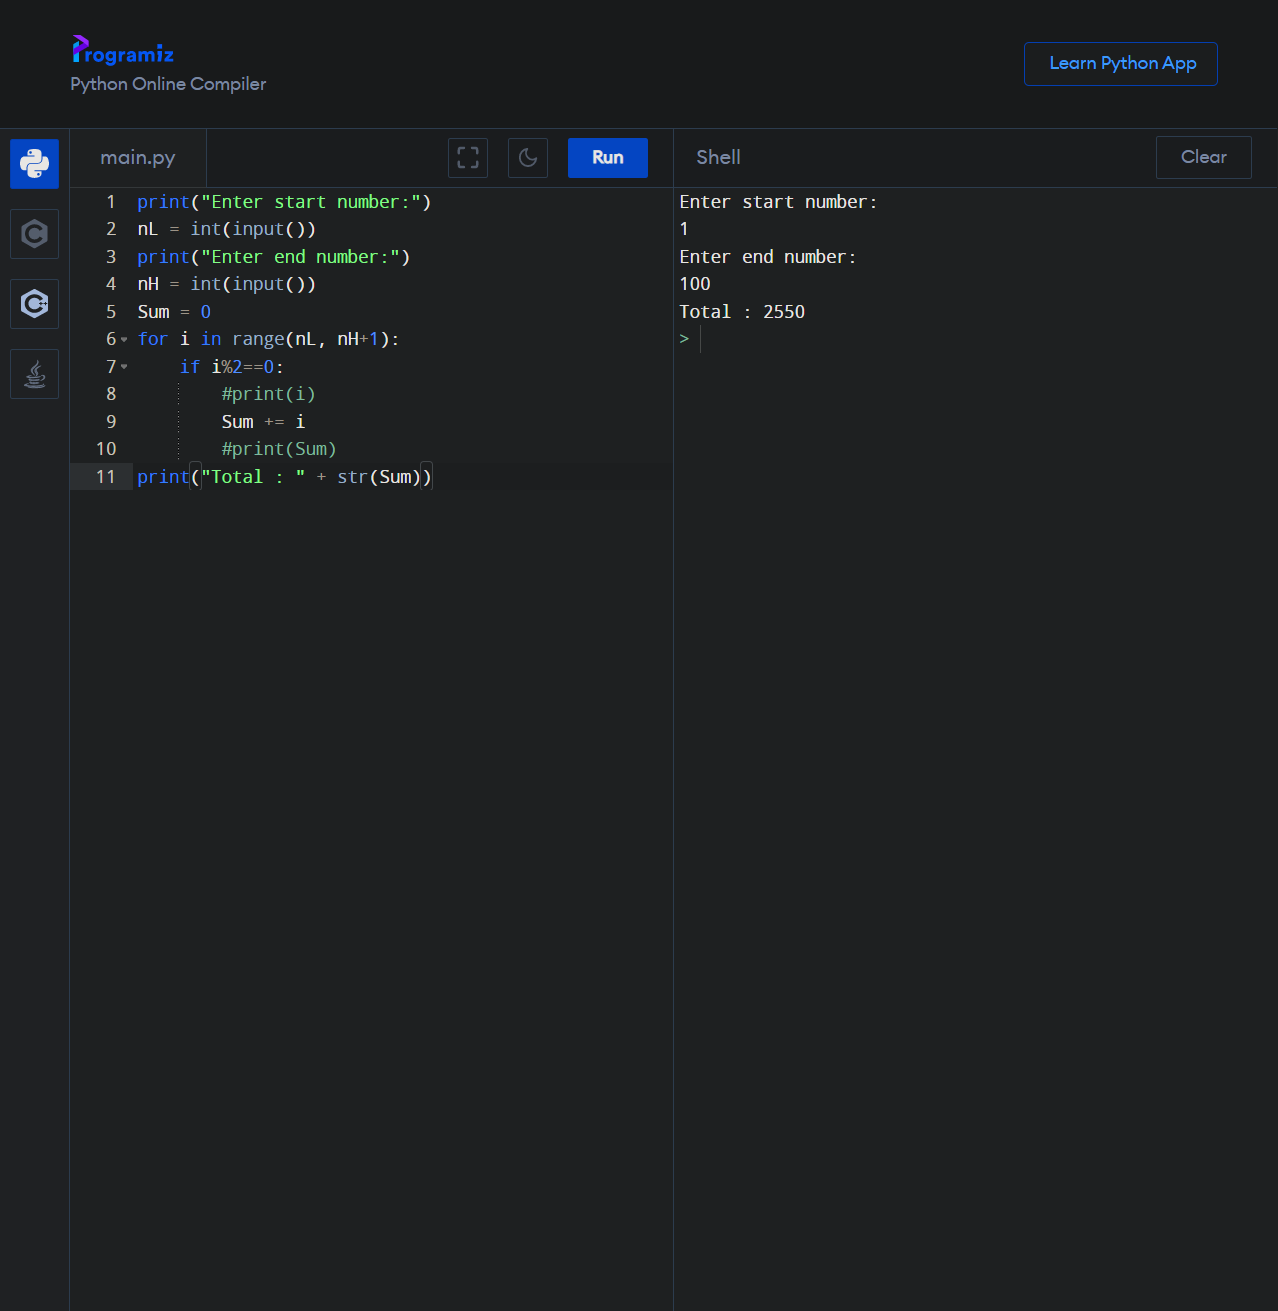 Programiz
Python Online Compiler
Learn Python App
main.py
Run
Shell
Clear
1 print("Enter start number:")
2 nL = int(input())
3 print("Enter end number:")
4 nH = int(input())
5 Sum = 0
6 for i in range(nL, nH+1):
7     if i%2==0:
8         #print(i)
9         Sum += i
10         #print(Sum)
11 print("Total : " + str(Sum))
Enter start number:
1
Enter end number:
100
Total : 2550
>